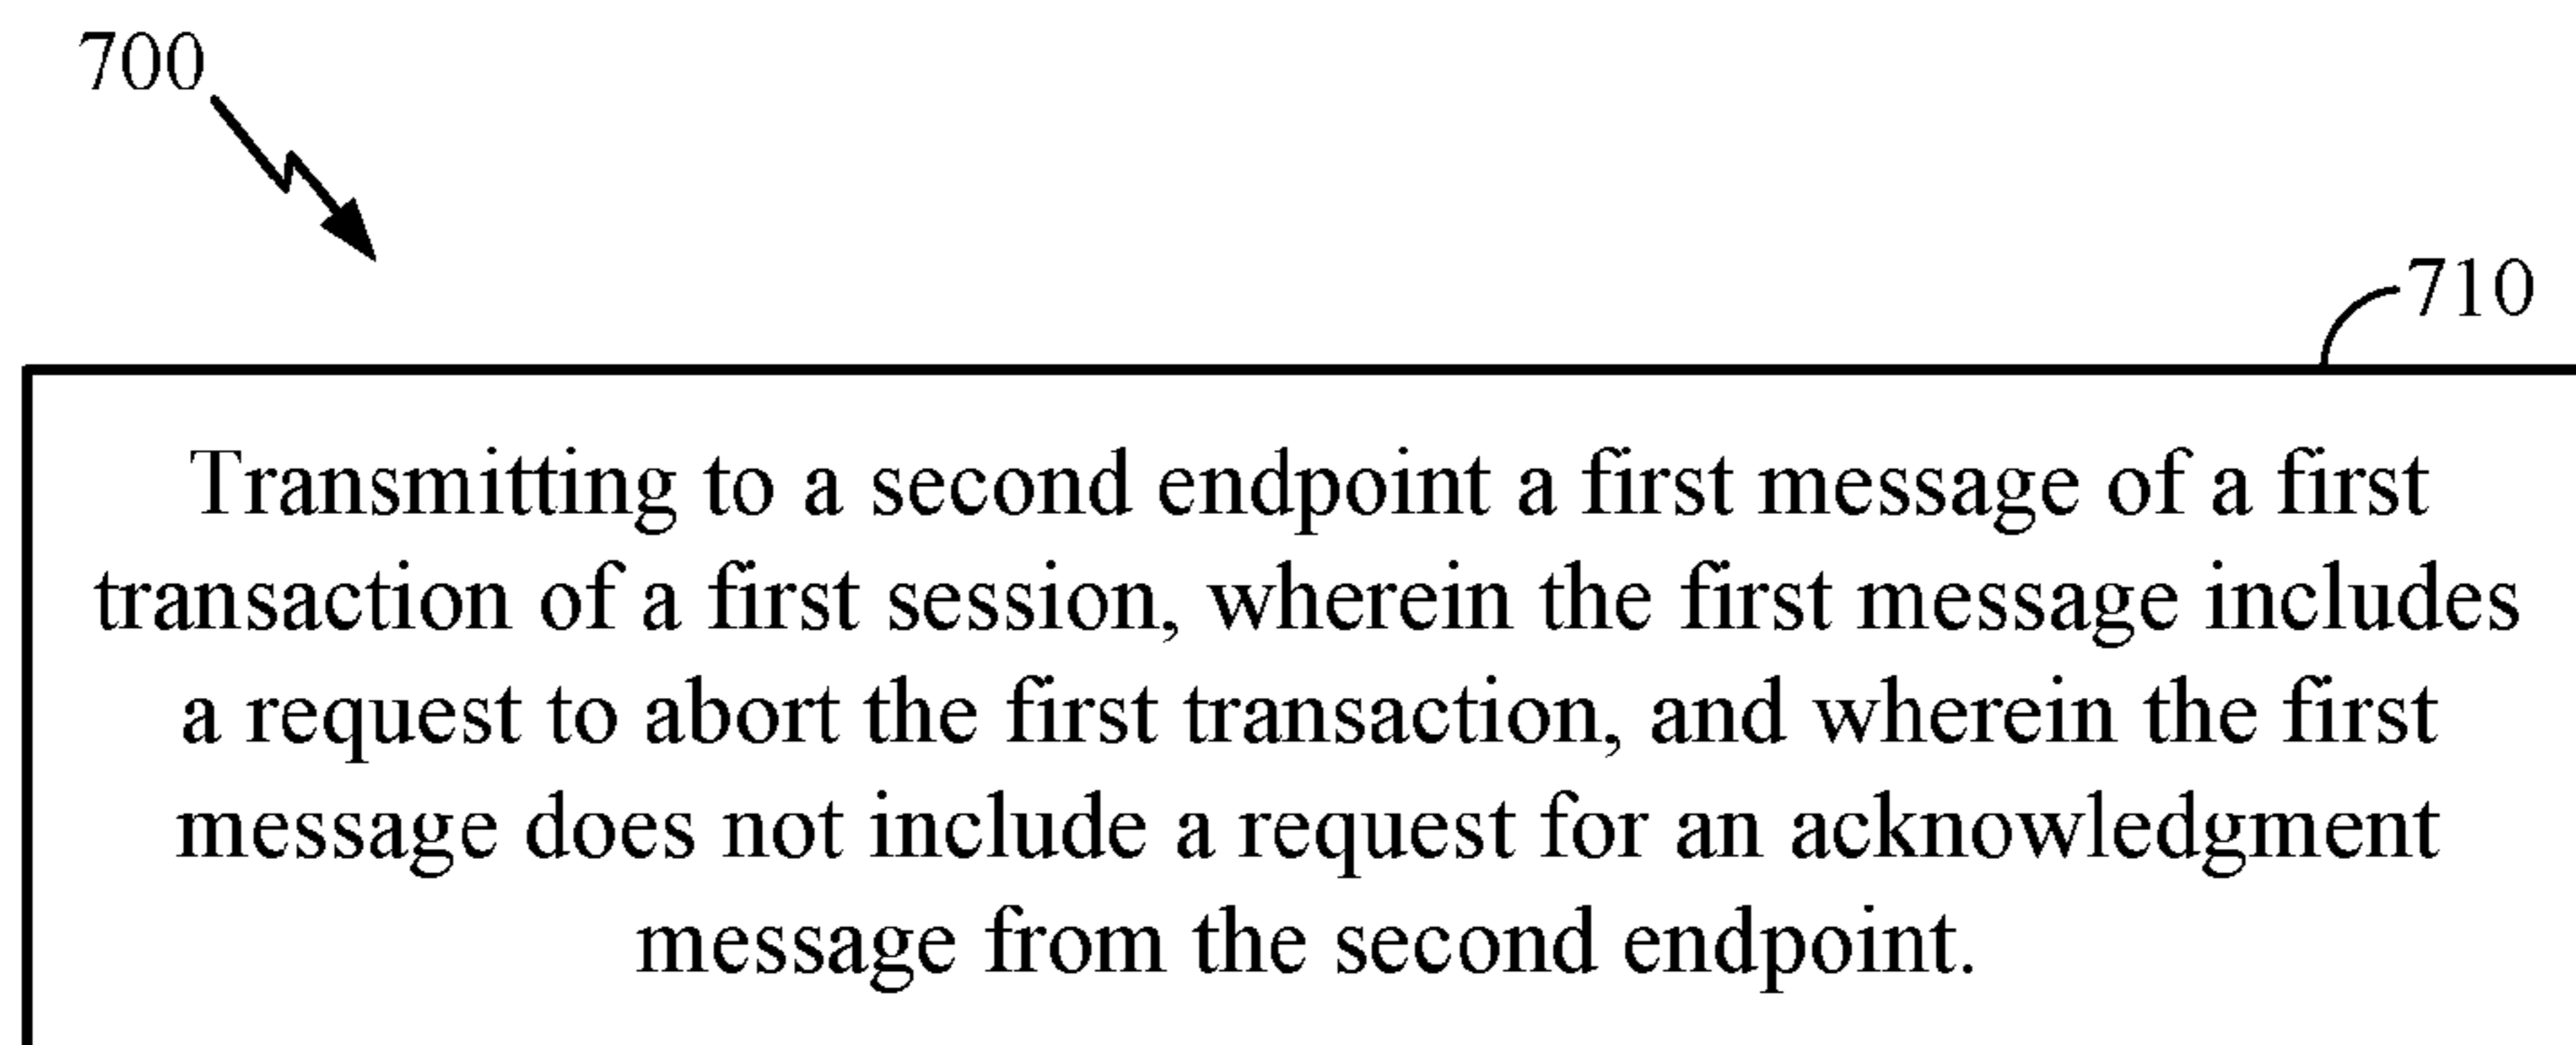 700
710
Transmitting to a second endpoint a first message of a first
transaction of a first session, wherein the first message includes
a request to abort the first transaction, and wherein the first
message does not include a request for an acknowledgment
message from the second endpoint.